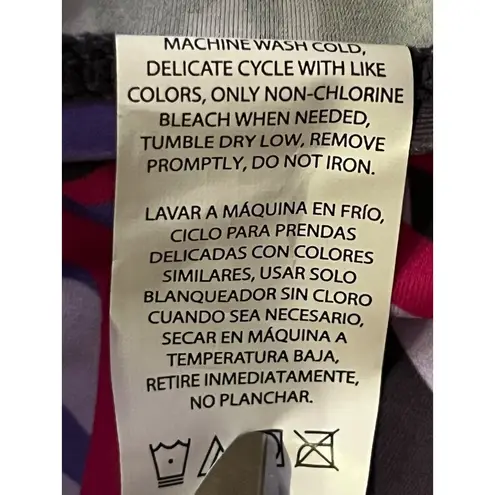 MACHINE WASH COLD,
DELICATE CYCLE WITH LIKE
COLORS, ONLY NON-CHLORINE
BLEACH WHEN NEEDED,
TUMBLE DRY LOW, REMOVE
PROMPTLY, DO NOT IRON.
LAVAR A MÁQUINA EN FRÍO,
CICLO PARA PRENDAS
DELICADAS CON COLORES
SIMILARES, USAR SOLO
BLANQUEADOR SIN CLORO
CUANDO SEA NECESARIO,
SECAR EN MÁQUINA A
TEMPERATURA BAJA,
RETIRE INMEDIATAMENTE,
NO PLANCHAR.